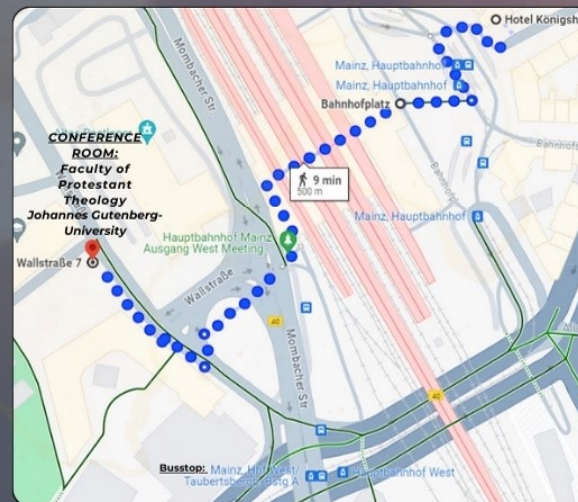 Hotel Königsh
Mainz, Hauptbahnhof
Mainz, Hauptbahnhof
Bahnhofplatz
Mombacher Str.
CONFERENCE
ROOM:
Faculty of
Protestant
Theology
Johannes Gutenberg-
University
9 min
500 m
Mainz, Hauptbahnhof
Hauptbahnhof Mainz
Ausgang West Meeting
Wallstraße 7
Wallstraße
40
Mombacher Str
40
Busstop: Mainz, Hbf West/
Taubertsbergb. Bstg A
Hauptbahnhof West